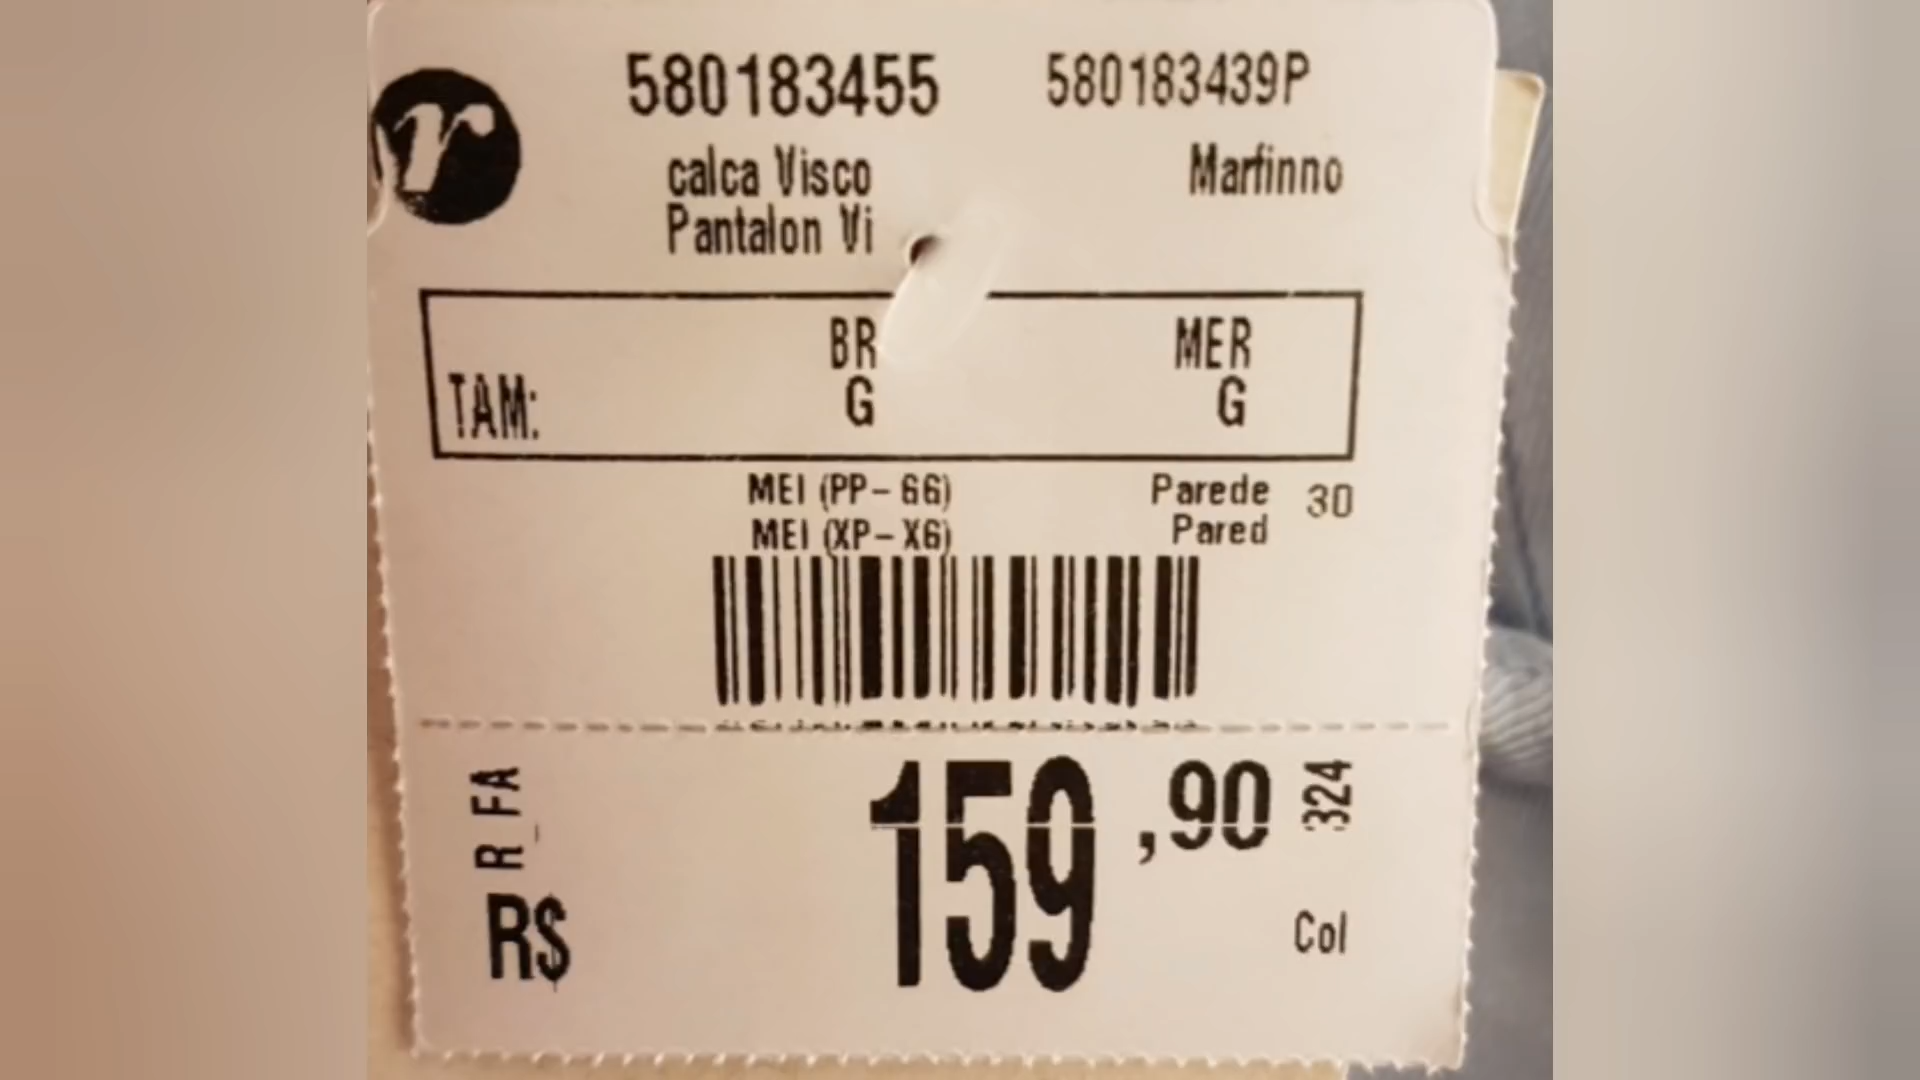 r
580183455 580183439P
calca Visco Marfinno
Pantalon Vi
BR MER
TAM: G G
MEI (PP- GG) Parede 30
MEI (XP- XG) Pared
159,90
324
R_FA
R$
Col